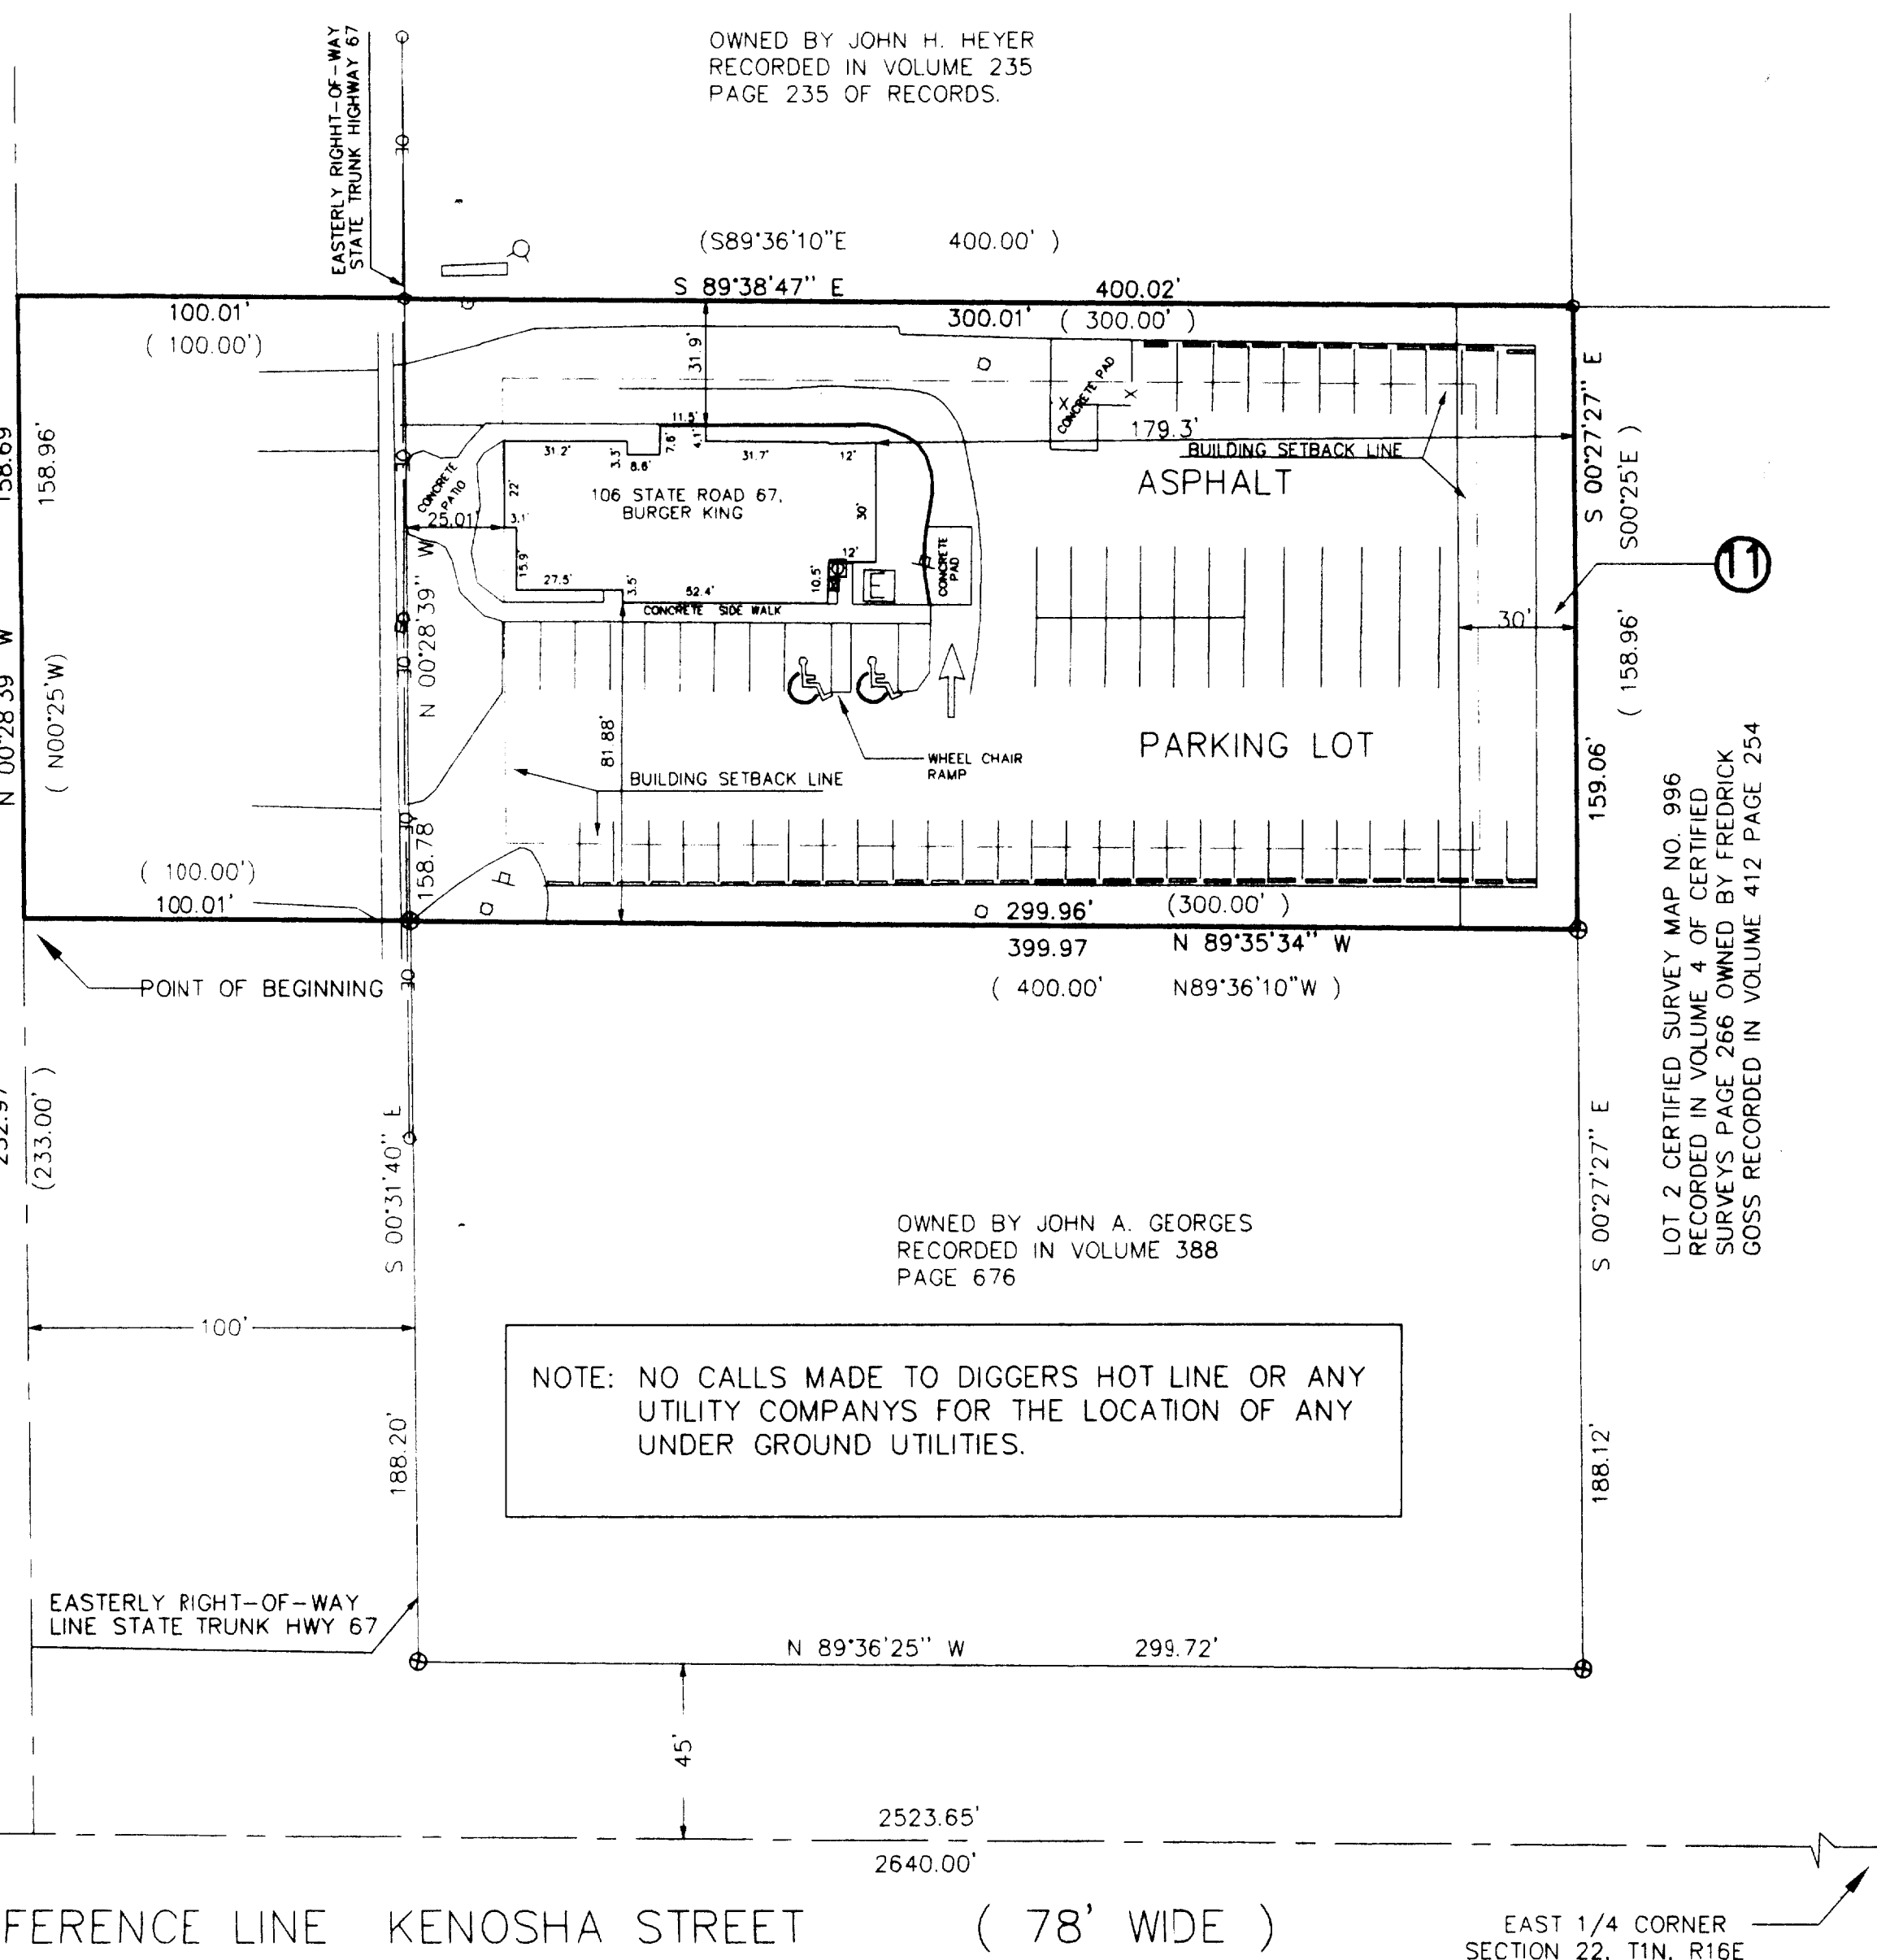 OWNED BY JOHN H. HEYER
RECORDED IN VOLUME 235
PAGE 235 OF RECORDS.
EASTERLY RIGHHT-OF-WAY
STATE TRUNK HIGHWAY 67
(S89°36'10"E 400.00' )
S 89°38'47" E 400.02'
100.01'
( 100.00')
300.01' ( 300.00' )
158.69
158.96'
N 00°28'39 W
( N00°25'W)
31.9'
CONCRETE PAD
179.3'
BUILDING SETBACK LINE
ASPHALT
S 00°27'27" E
S00°25'E )
( 158.96'
159.06'
11
30'
CONCRETE
PATIO
25.01'
31.2'
3.3'
8.6'
7.6'
11.5'
4.1'
31.7'
12'
22'
3.1'
106 STATE ROAD 67,
BURGER KING
30'
15.9'
27.5'
3.5'
52.4'
10.5'
12'
CONCRETE
PAD
CONCRETE SIDE WALK
N 00°28'39" W
158.78
81.88'
WHEEL CHAIR
RAMP
PARKING LOT
BUILDING SETBACK LINE
( 100.00')
100.01'
299.96' (300.00' )
399.97 N 89°35'34" W
( 400.00' N89°36'10"W )
POINT OF BEGINNING
LOT 2 CERTIFIED SURVEY MAP NO. 996
RECORDED IN VOLUME 4 OF CERTIFIED
SURVEYS PAGE 266 OWNED BY FREDRICK
GOSS RECORDED IN VOLUME 412 PAGE 254
232.97
(233.00' )
S 00°31'40" E
S 00°27'27" E
OWNED BY JOHN A. GEORGES
RECORDED IN VOLUME 388
PAGE 676
100'
NOTE: NO CALLS MADE TO DIGGERS HOT LINE OR ANY
UTILITY COMPANYS FOR THE LOCATION OF ANY
UNDER GROUND UTILITIES.
188.20'
188.12'
EASTERLY RIGHT-OF-WAY
LINE STATE TRUNK HWY 67
N 89°36'25" W 299.72'
45'
2523.65'
2640.00'
FERENCE LINE KENOSHA STREET ( 78' WIDE )
EAST 1/4 CORNER
SECTION 22, T1N, R16E